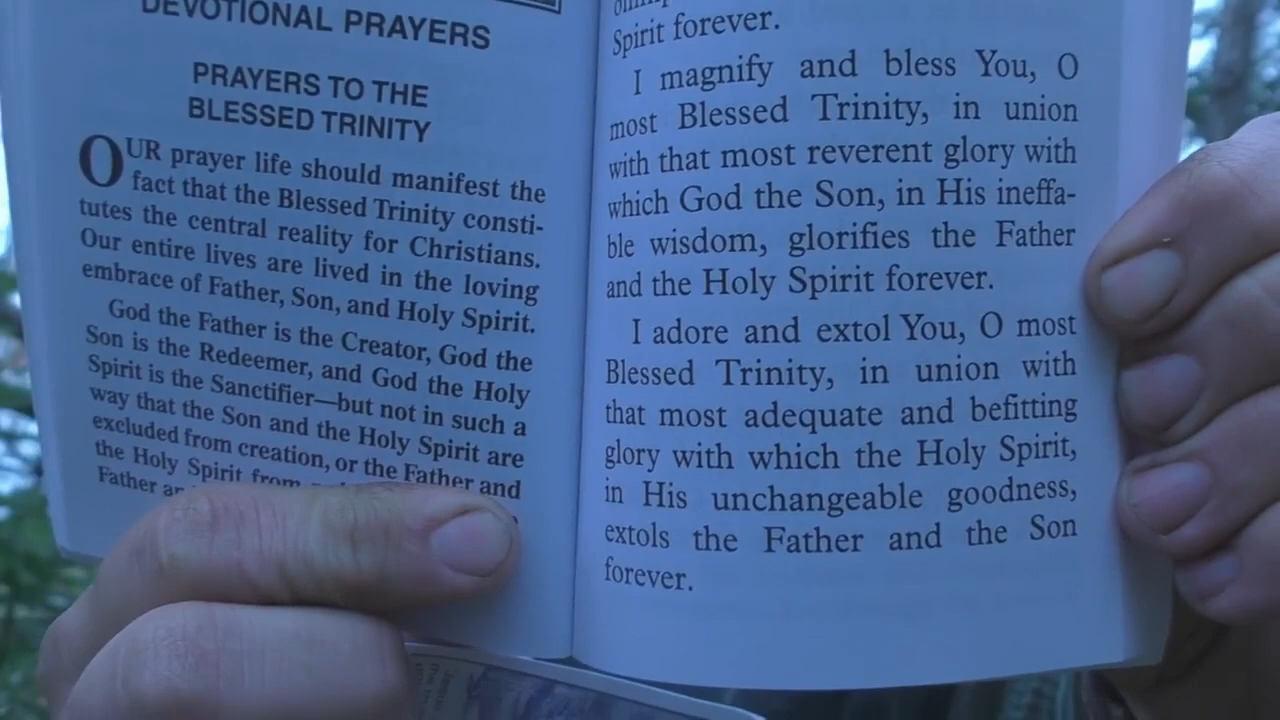 DEVOTIONAL PRAYERS
PRAYERS TO THE
BLESSED TRINITY
OUR prayer life should manifest the
fact that the Blessed Trinity consti-
tutes the central reality for Christians.
Our entire lives are lived in the loving
embrace of Father, Son, and Holy Spirit.
God the Father is the Creator, God the
Son is the Redeemer, and God the Holy
Spirit is the Sanctifier—but not in such a
way that the Son and the Holy Spirit are
excluded from creation, or the Father and
the Holy Spirit from
Father
Spirit forever.
I magnify and bless You, O
most Blessed Trinity, in union
with that most reverent glory with
which God the Son, in His ineffa-
ble wisdom, glorifies the Father
and the Holy Spirit forever.
I adore and extol You, O most
Blessed Trinity, in union with
that most adequate and befitting
glory with which the Holy Spirit,
in His unchangeable goodness,
extols the Father and the Son
forever.